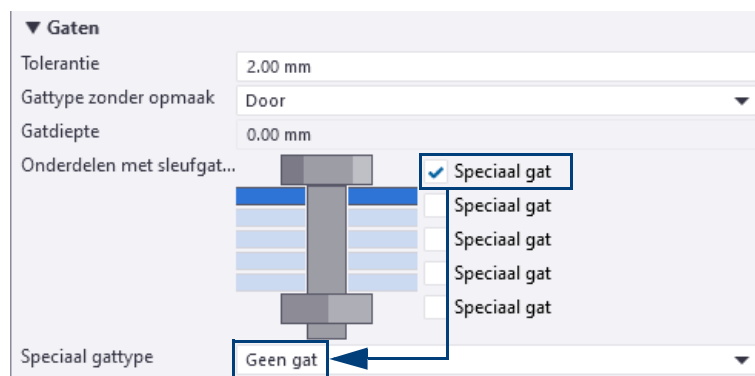 ▼ Gaten
Tolerantie 2.00 mm
Gattype zonder opmaak Door
Gatdiepte 0.00 mm
Onderdelen met sleufgat... Speciaal gat
Speciaal gat
Speciaal gat
Speciaal gat
Speciaal gat
Speciaal gattype Geen gat